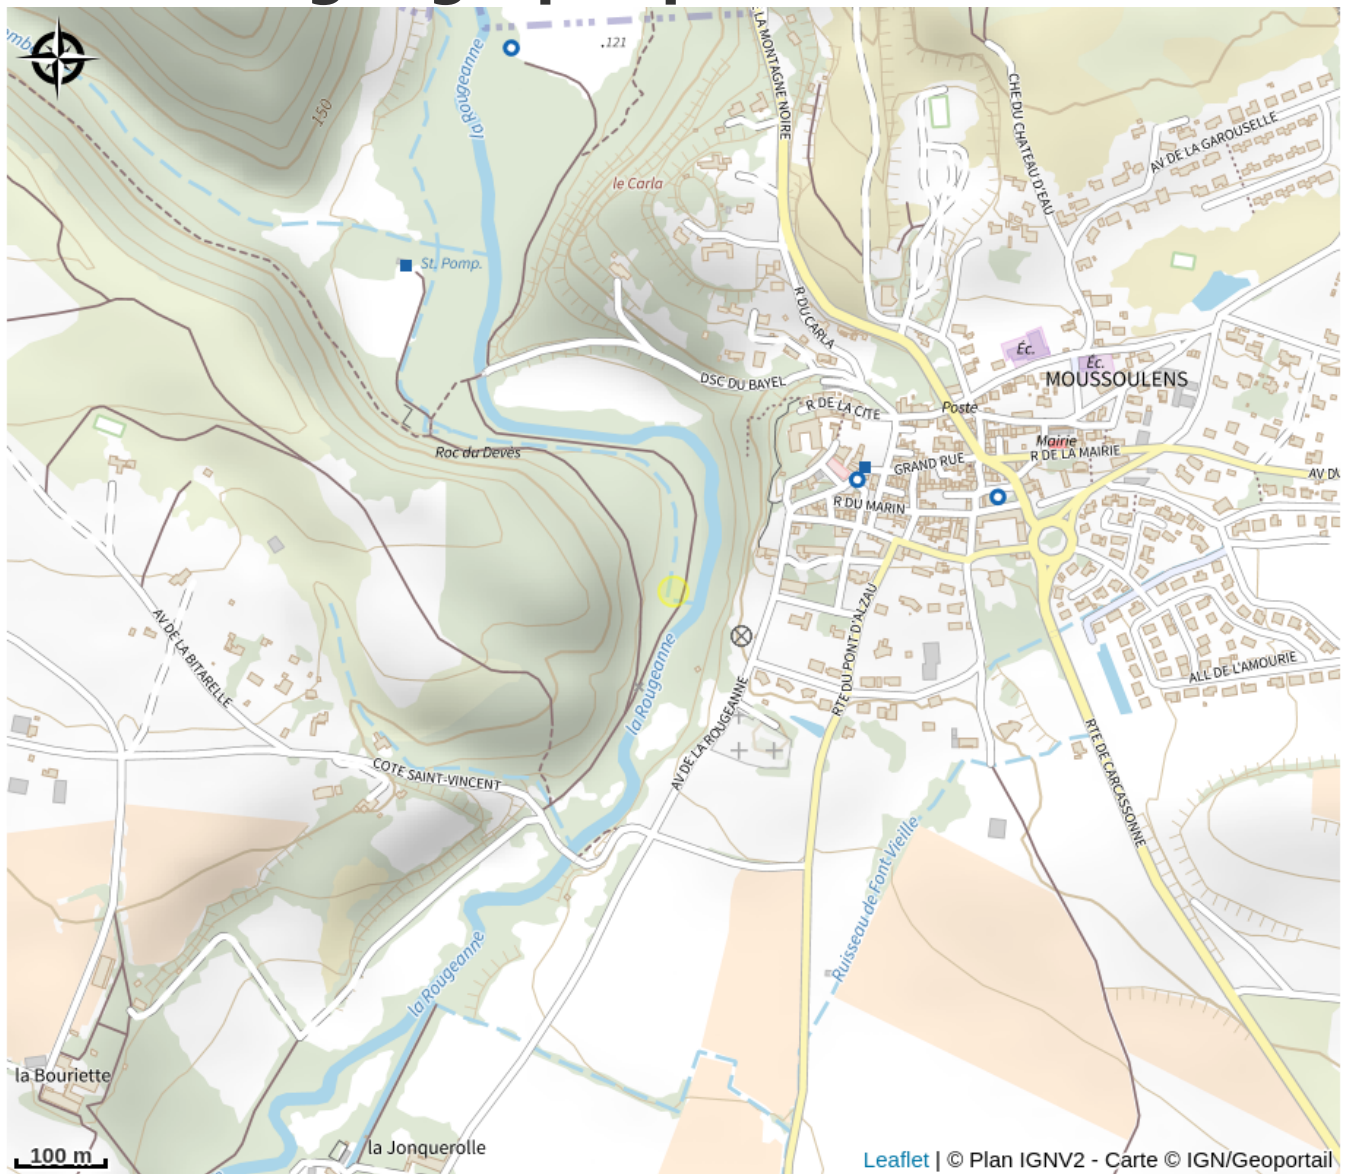 la Rougeanne
.121
LA MONTAGNE NOIRE
CHE DU CHATEAU D'EAU
AV DE LA GAROUSELLE
150
le Carla
St. Pomp.
R DU CARLA
Éc.
Éc.
MOUSSOULENS
DSC DU BAYEL
R DE LA CITE
Poste
Mairie
R DE LA MAIRIE
GRAND RUE
AV DU
Roc du Devès
R DU MARIN
RTE DU PONT D'ALZAU
AV DE LA BITARELLE
la Rougeanne
ALL DE L'AMOURIE
AV DE LA ROUGEANNE
RTE DE CARCASSONNE
COTE SAINT-VINCENT
Ruisseau de Font Vieille
la Rougeanne
la Bouriette
la Jonquerolle
100 m
Leaflet | © Plan IGNV2 - Carte © IGN/Geoportail